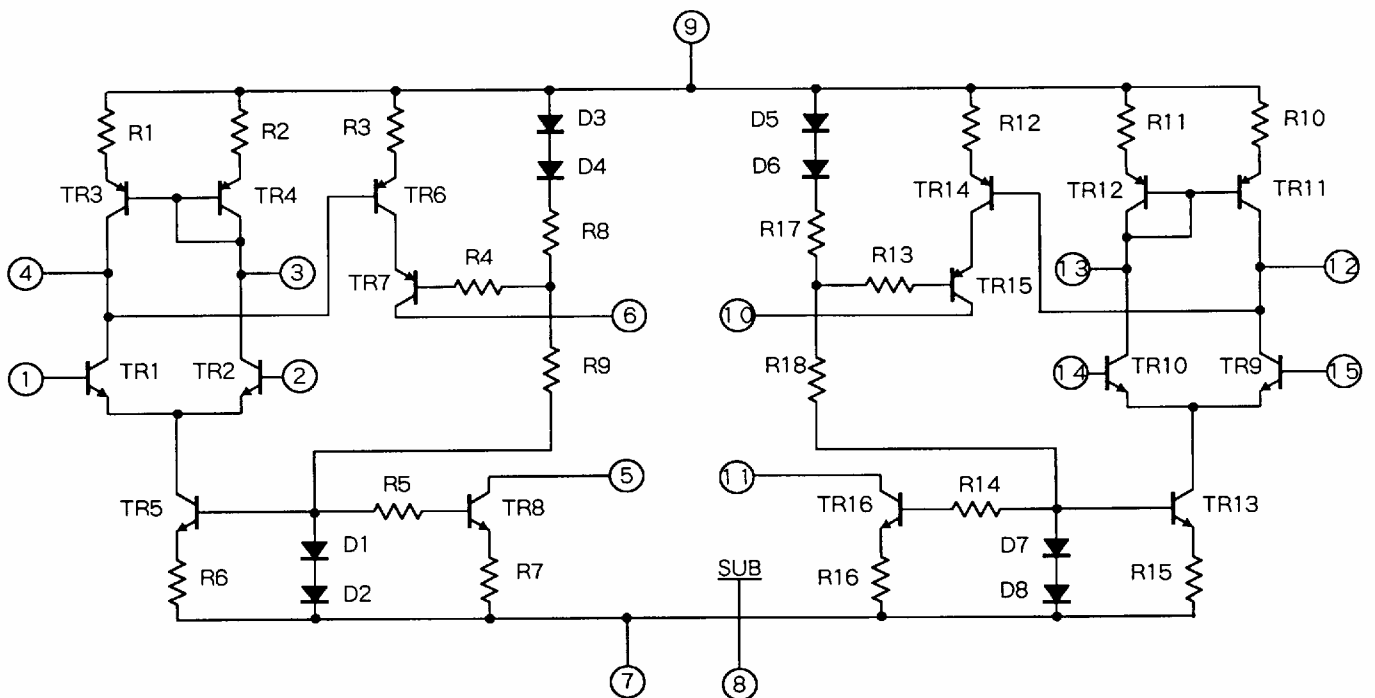 9
R1 R2 R3 D3 D5 R12 R11 R10
D4 D6
TR3 TR4 TR6 TR14 TR12 TR11
R8 R17
4 3 R4 R13 13 12
TR7 TR15
6 10
1 TR1 TR2 2 R9 R18 14 TR10 TR9 15
5 11
TR5 R5 TR8 TR16 R14 TR13
D1 D7
R6 R7 SUB R16 R15
D2 D8
7 8